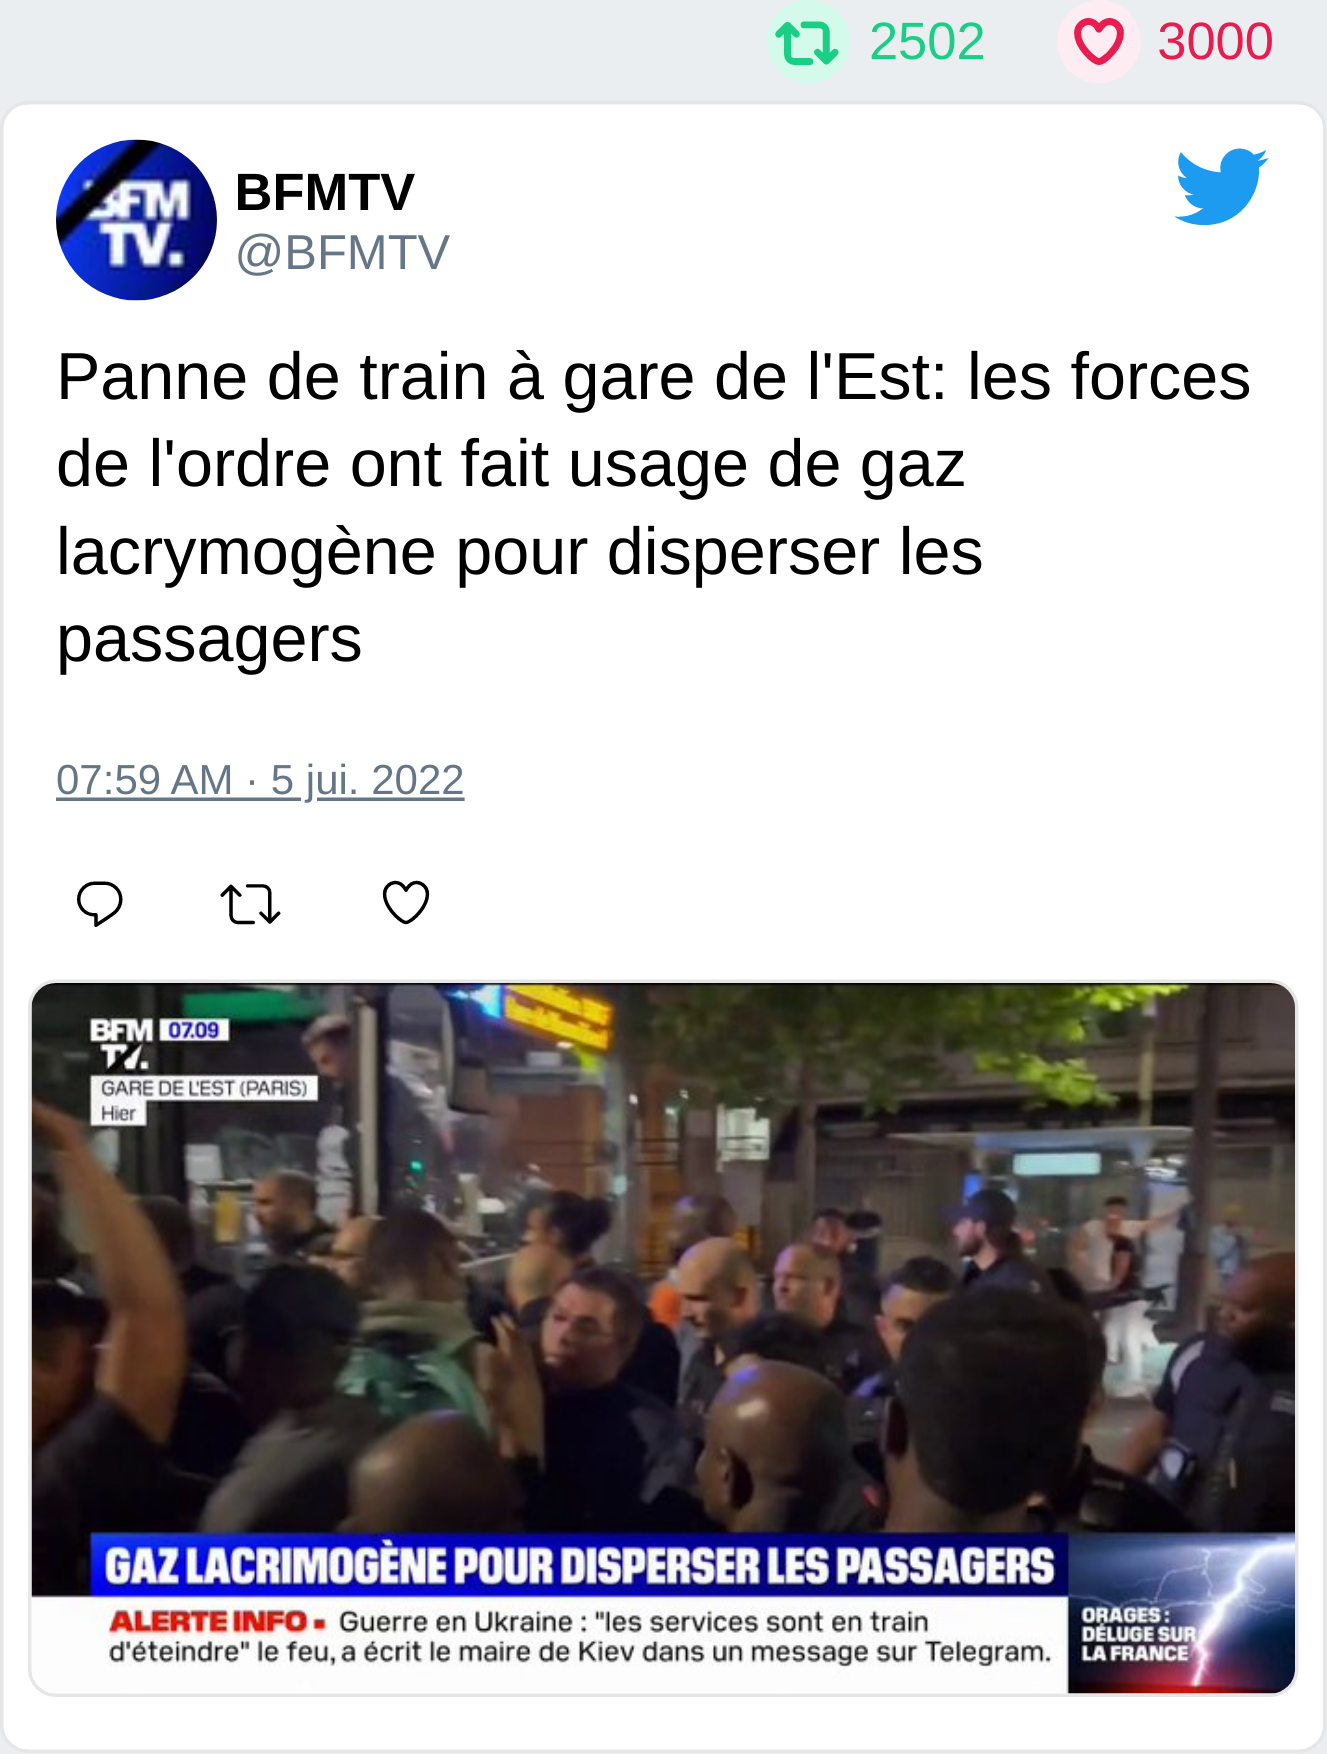 2502 3000
BFM
TV.
BFMTV
@BFMTV
Panne de train à gare de l'Est: les forces
de l'ordre ont fait usage de gaz
lacrymogène pour disperser les
passagers
07:59 AM · 5 jui. 2022
BFM 07.09
TV.
GARE DE L'EST (PARIS)
Hier
GAZ LACRIMOGÈNE POUR DISPERSER LES PASSAGERS
ALERTE INFO ▪ Guerre en Ukraine : "les services sont en train
d'éteindre" le feu, a écrit le maire de Kiev dans un message sur Telegram.
ORAGES :
DÉLUGE SUR
LA FRANCE